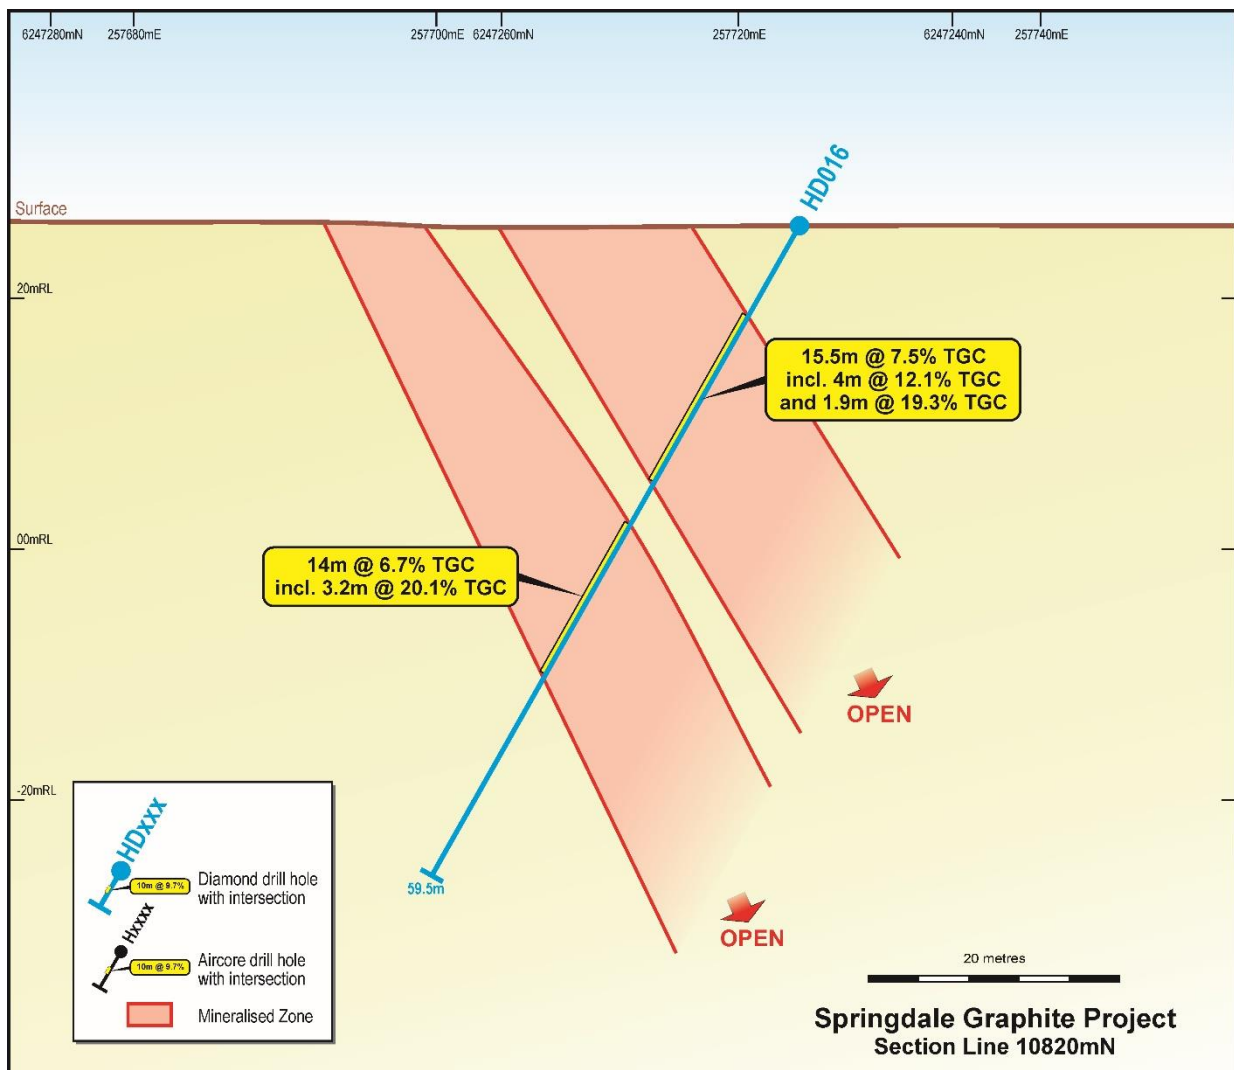 6247280mN
257680mE
257700mE
6247260mN
257720mE
6247240mN
257740mE
HD016
Surface
20mRL
15.5m @ 7.5% TGC
incl. 4m @ 12.1% TGC
and 1.9m @ 19.3% TGC
00mRL
14m @ 6.7% TGC
incl. 3.2m @ 20.1% TGC
OPEN
-20mRL
59.5m
OPEN
HDxxx
10m @ 9.7%
Diamond drill hole
with intersection
Hxxxx
10m @ 9.7%
Aircore drill hole
with intersection
Mineralised Zone
20 metres
Springdale Graphite Project
Section Line 10820mN